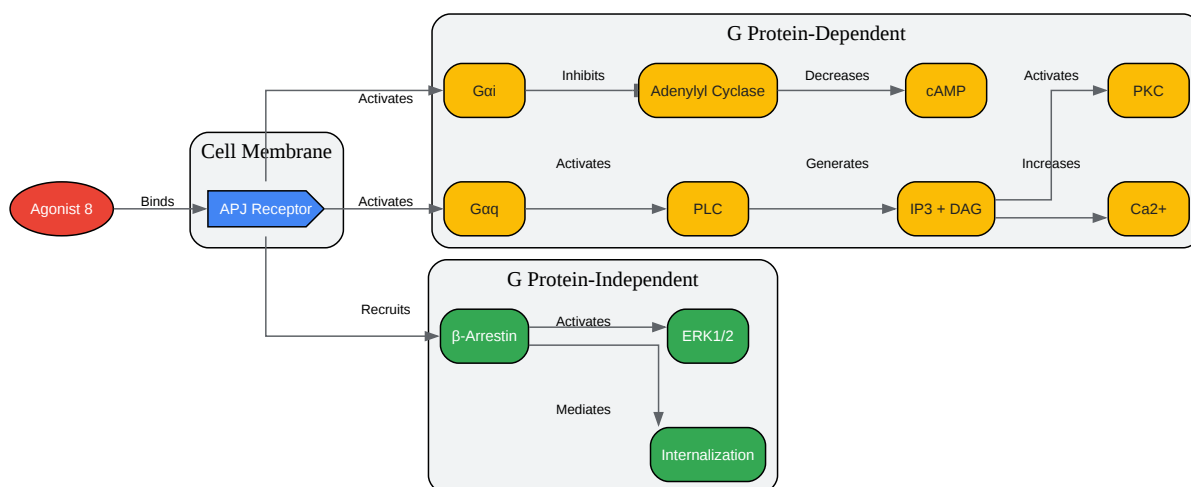 G Protein-Dependent
Gαi
Inhibits
Adenylyl Cyclase
Decreases
cAMP
Activates
PKC
Activates
Cell Membrane
Agonist 8
Binds
APJ Receptor
Activates
Gαq
Activates
PLC
Generates
IP3 + DAG
Increases
Ca2+
G Protein-Independent
Recruits
β-Arrestin
Activates
ERK1/2
Mediates
Internalization